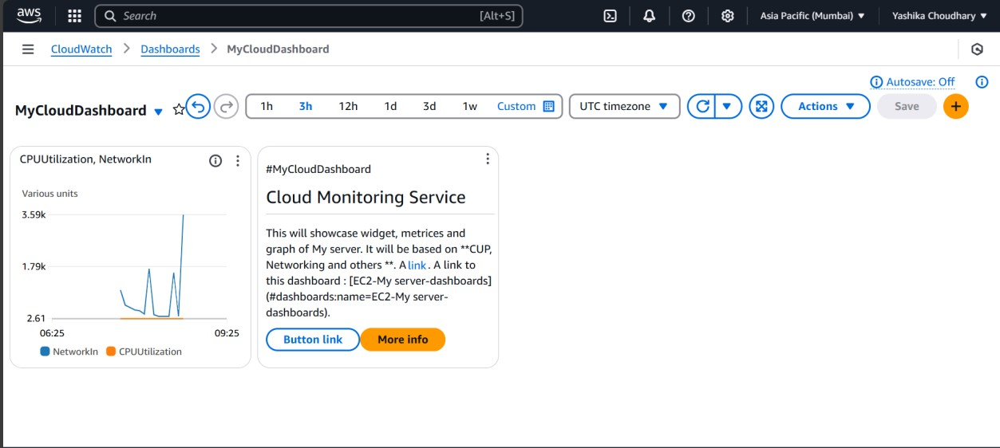 aws
Search [Alt+S]
Asia Pacific (Mumbai)
Yashika Choudhary
CloudWatch > Dashboards > MyCloudDashboard
Autosave: Off
MyCloudDashboard
1h 3h 12h 1d 3d 1w Custom
UTC timezone
Actions
Save
CPUUtilization, NetworkIn
Various units
3.59k
1.79k
2.61
06:25 09:25
NetworkIn CPUUtilization
#MyCloudDashboard
Cloud Monitoring Service
This will showcase widget, metrices and
graph of My server. It will be based on **CUP,
Networking and others **. A link . A link to
this dashboard : [EC2-My server-dashboards]
(#dashboards:name=EC2-My server-
dashboards).
Button link
More info